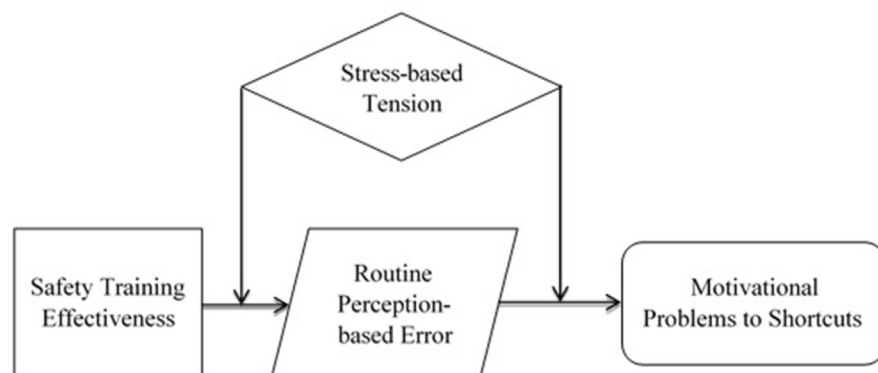 Stress-based
Tension
Safety Training
Effectiveness
Routine
Perception-
based Error
Motivational
Problems to Shortcuts